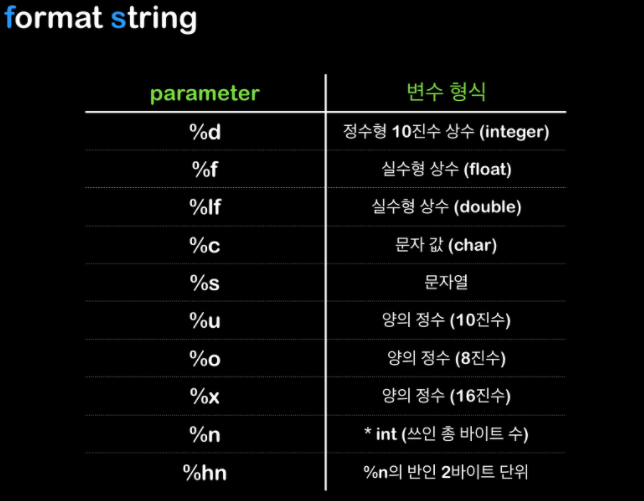 format string
parameter 변수 형식
%d 정수형 10진수 상수 (integer)
%f 실수형 상수 (float)
%lf 실수형 상수 (double)
%c 문자 값 (char)
%s 문자열
%u 양의 정수 (10진수)
%o 양의 정수 (8진수)
%x 양의 정수 (16진수)
%n * int (쓰인 총 바이트 수)
%hn %n의 반인 2바이트 단위